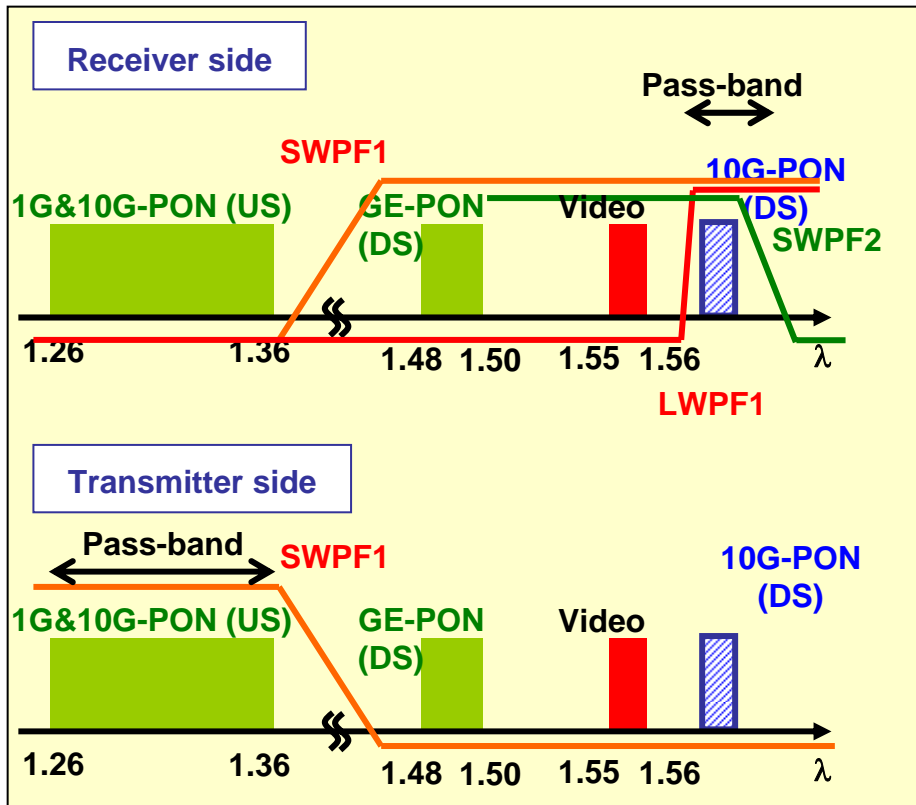 Receiver side
Pass-band
SWPF1
10G-PON
(DS)
1G&10G-PON (US)
GE-PON
(DS)
Video
SWPF2
1.26
1.36
1.48
1.50
1.55
1.56
λ
LWPF1
Transmitter side
Pass-band
SWPF1
10G-PON
(DS)
1G&10G-PON (US)
GE-PON
(DS)
Video
1.26
1.36
1.48
1.50
1.55
1.56
λ